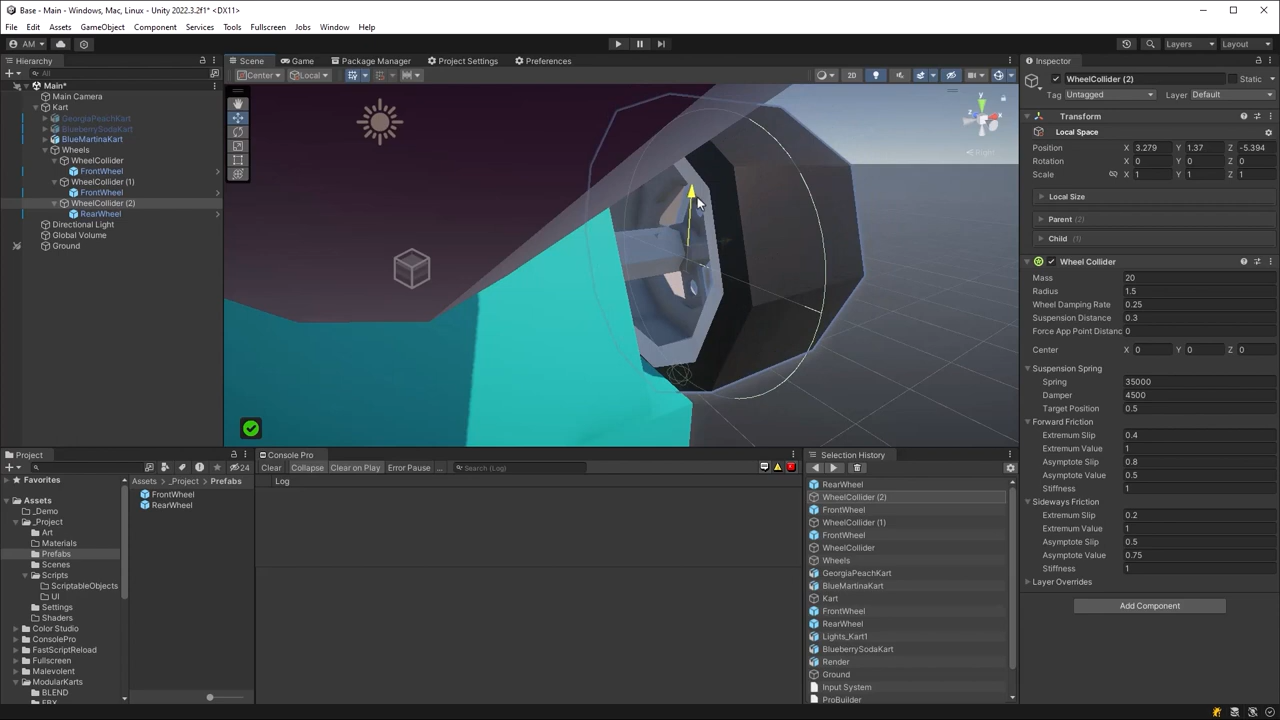 Base - Main - Windows, Mac, Linux - Unity 2022.3.2f1* <DX11>
File Edit Assets GameObject Component Services Tools Fullscreen Jobs Window Help
AM Layers Layout
Hierarchy
All
Main*
Main Camera
Kart
GeorgiaPeachKart
BlueberrySodaKart
BlueMartinaKart
Wheels
WheelCollider
FrontWheel
WheelCollider (1)
FrontWheel
WheelCollider (2)
RearWheel
Directional Light
Global Volume
Ground
Scene Game Package Manager Project Settings Preferences
Center Local 2D
y
z
Right
Inspector
WheelCollider (2) Static
Tag Untagged Layer Default
Transform
Local Space
Position X 3.279 Y 1.37 Z -5.394
Rotation X 0 Y 0 Z 0
Scale X 1 Y 1 Z 1
Local Size
Parent (2)
Child (1)
Wheel Collider
Mass 20
Radius 1.5
Wheel Damping Rate 0.25
Suspension Distance 0.3
Force App Point Distanc 0
Center X 0 Y 0 Z 0
Suspension Spring
Spring 35000
Damper 4500
Target Position 0.5
Forward Friction
Extremum Slip 0.4
Extremum Value 1
Asymptote Slip 0.8
Asymptote Value 0.5
Stiffness 1
Sideways Friction
Extremum Slip 0.2
Extremum Value 1
Asymptote Slip 0.5
Asymptote Value 0.75
Stiffness 1
Layer Overrides
Add Component
Project
24
Favorites
Assets
_Demo
_Project
Art
Materials
Prefabs
Scenes
Scripts
ScriptableObjects
UI
Settings
Shaders
Color Studio
ConsolePro
FastScriptReload
Fullscreen
Malevolent
ModularKarts
BLEND
Assets > _Project > Prefabs
FrontWheel
RearWheel
Console Pro
Clear Collapse Clear on Play Error Pause ... Search (Log)
Log
Selection History
RearWheel
WheelCollider (2)
FrontWheel
WheelCollider (1)
FrontWheel
WheelCollider
Wheels
GeorgiaPeachKart
BlueMartinaKart
Kart
FrontWheel
RearWheel
Lights_Kart1
BlueberrySodaKart
Render
Ground
Input System
ProBuilder